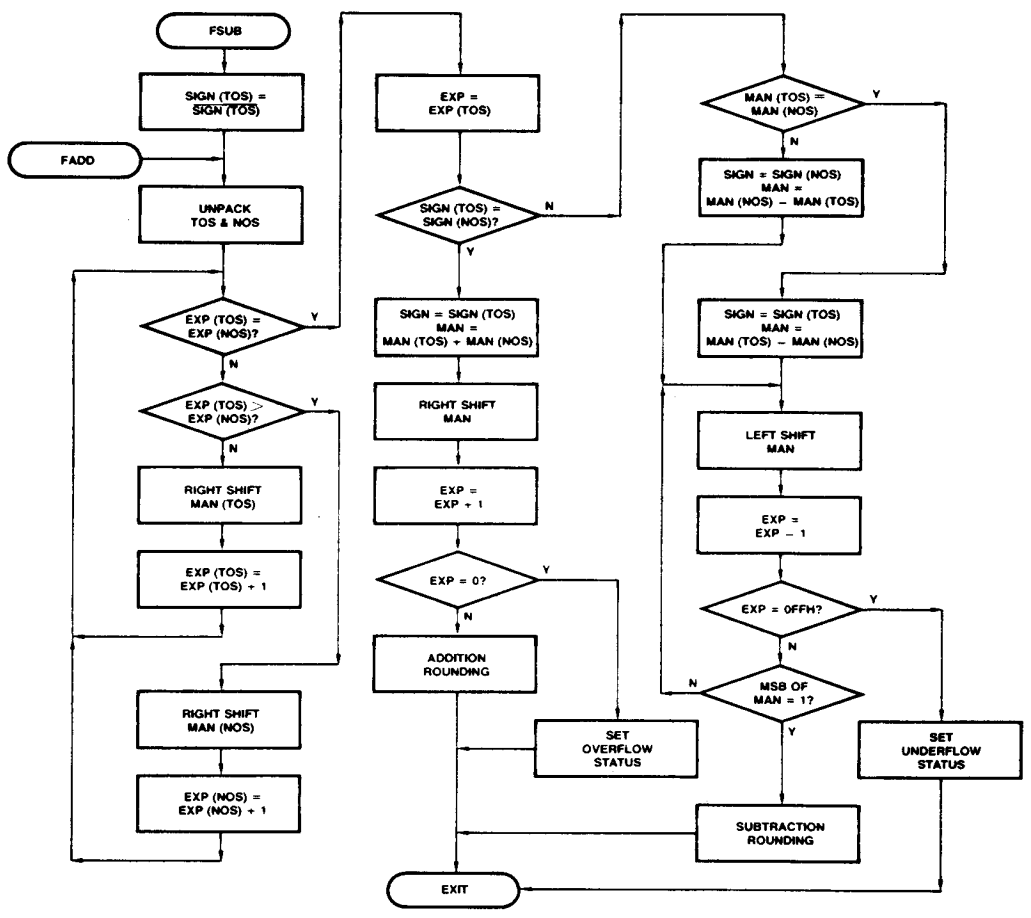 FSUB
SIGN (TOS) =
SIGN (TOS)
FADD
UNPACK
TOS & NOS
EXP (TOS) =
EXP (NOS)?
Y
N
EXP (TOS) >
EXP (NOS)?
Y
N
RIGHT SHIFT
MAN (TOS)
EXP (TOS) =
EXP (TOS) + 1
RIGHT SHIFT
MAN (NOS)
EXP (NOS) =
EXP (NOS) + 1
EXP =
EXP (TOS)
SIGN (TOS) =
SIGN (NOS)?
N
Y
SIGN = SIGN (TOS)
MAN =
MAN (TOS) + MAN (NOS)
RIGHT SHIFT
MAN
EXP =
EXP + 1
EXP = 0?
Y
N
ADDITION
ROUNDING
SET
OVERFLOW
STATUS
EXIT
MAN (TOS) =
MAN (NOS)
Y
N
SIGN = SIGN (NOS)
MAN =
MAN (NOS) − MAN (TOS)
SIGN = SIGN (TOS)
MAN =
MAN (TOS) − MAN (NOS)
LEFT SHIFT
MAN
EXP =
EXP − 1
EXP = 0FFH?
Y
N
MSB OF
MAN = 1?
N
Y
SET
UNDERFLOW
STATUS
SUBTRACTION
ROUNDING